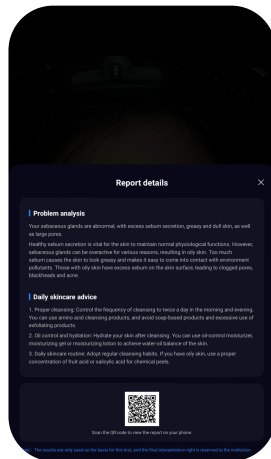 Report details
Problem analysis
Your sebaceous glands are abnormal, with excess sebum secretion, greasy and dull skin, as well
as large pores.
Healthy sebum secretion is vital for the skin to maintain normal physiological functions. However,
sebaceous glands can be overactive for various reasons, resulting in oily skin. Too much
sebum causes the skin to look greasy and makes it easy to come into contact with environment
pollutants. Those with oily skin have excess sebum on the skin surface, leading to clogged pores,
blackheads and acne.
Daily skincare advice
1. Proper cleansing: Control the frequency of cleansing to twice a day in the morning and evening.
You can use amino acid cleansing products, and avoid soap-based products and excessive use of
exfoliating products.
2. Oil control and hydration: Hydrate your skin after cleansing. You can use oil-control moisturizer,
moisturizing gel or moisturizing lotion to achieve water-oil balance of the skin.
3. Daily skincare routine: Adopt regular cleansing habits. If you have oily skin, use a proper
concentration of fruit acid or salicylic acid for chemical peels.
Scan the QR code to view the report on your phone.
The results are only used as the basis for this test, and the final interpretation right is reserved to the institution.